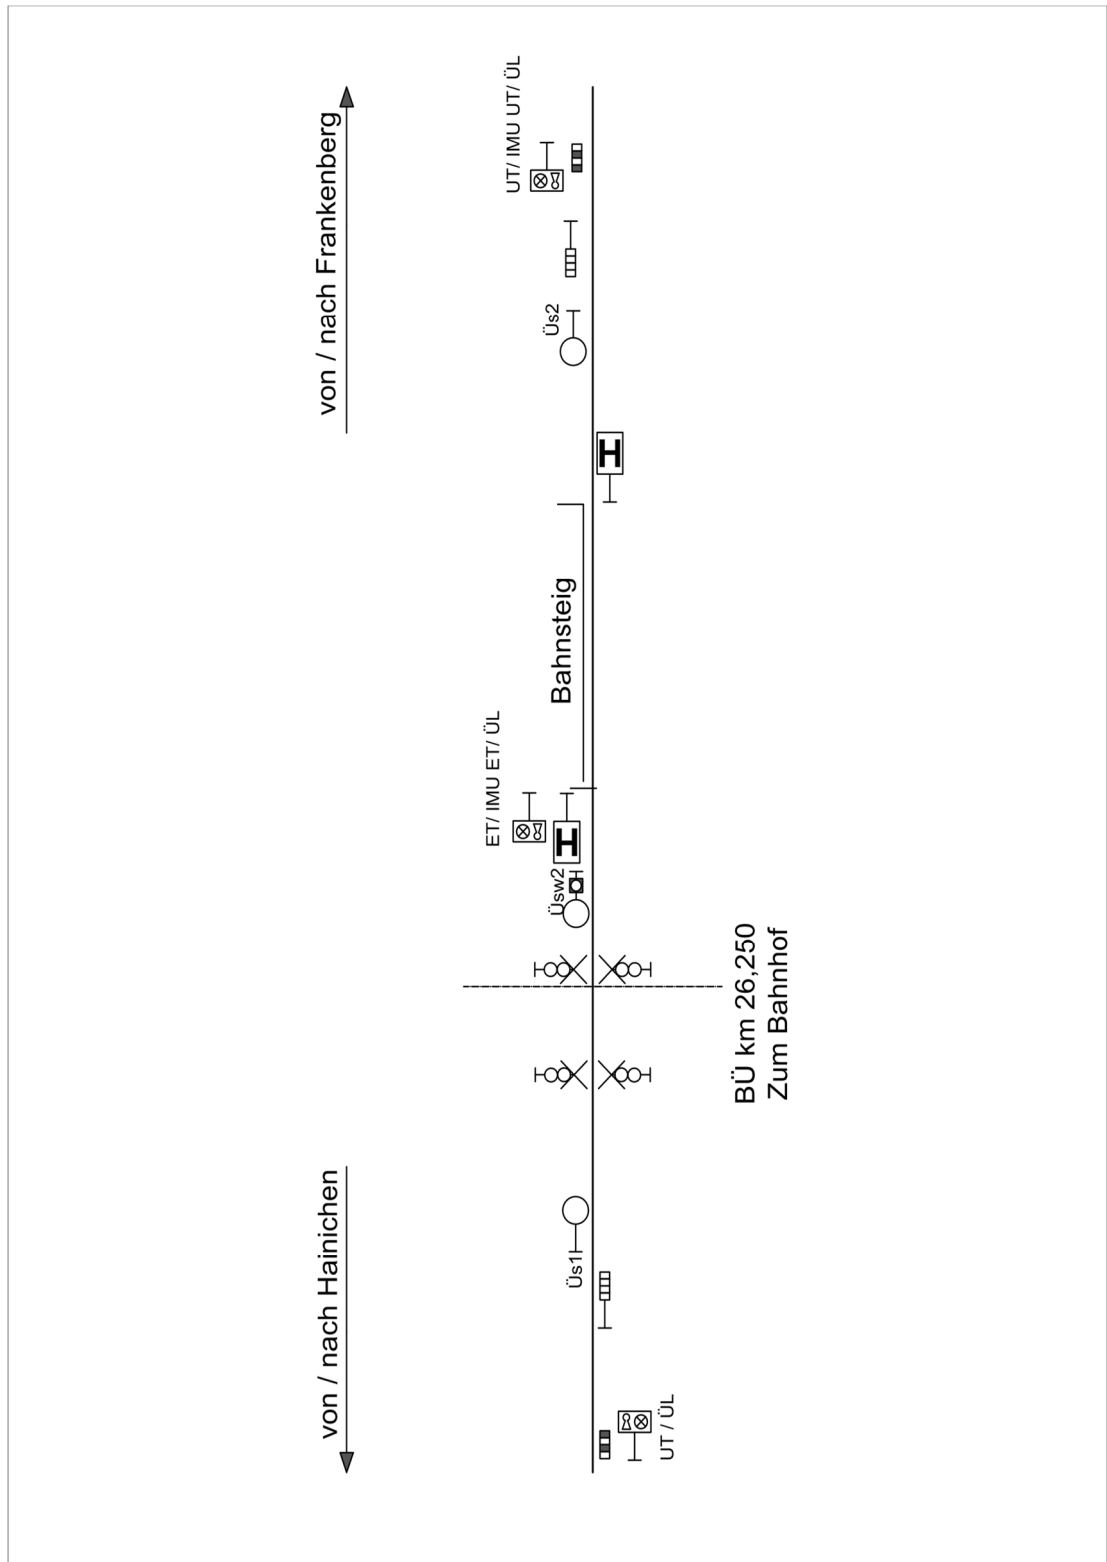 von / nach Hainichen
von / nach Frankenberg
UT/ IMU UT/ ÜL
Üs2
H
Bahnsteig
ET/ IMU ET/ ÜL
H
Üsw2
Üs1
UT / ÜL
BÜ km 26,250
Zum Bahnhof